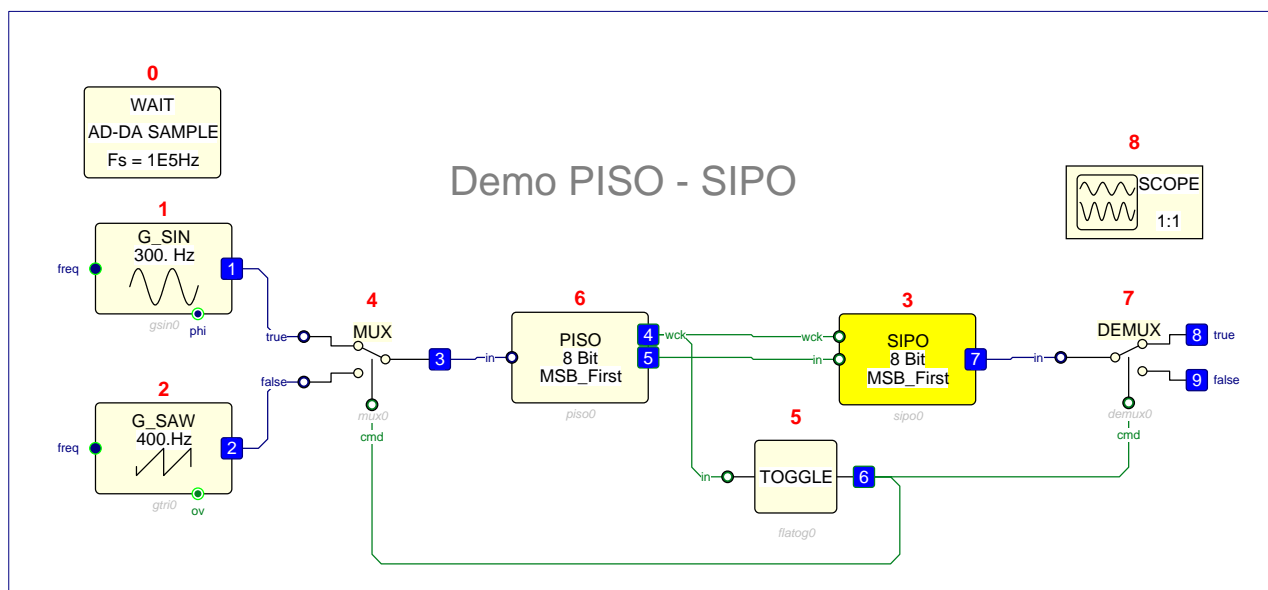 0
WAIT
AD-DA SAMPLE
Fs = 1E5Hz
Demo PISO - SIPO
8
SCOPE
1:1
1
G_SIN
300. Hz
freq
1
gsin0
phi
2
G_SAW
400.Hz
freq
2
gtri0
ov
4
MUX
true
false
3
mux0
cmd
6
in
PISO
8 Bit
MSB_First
4
5
piso0
wck
3
wck
in
SIPO
8 Bit
MSB_First
7
sipo0
5
in
TOGGLE
6
flatog0
7
DEMUX
in
8
true
9
false
demux0
cmd